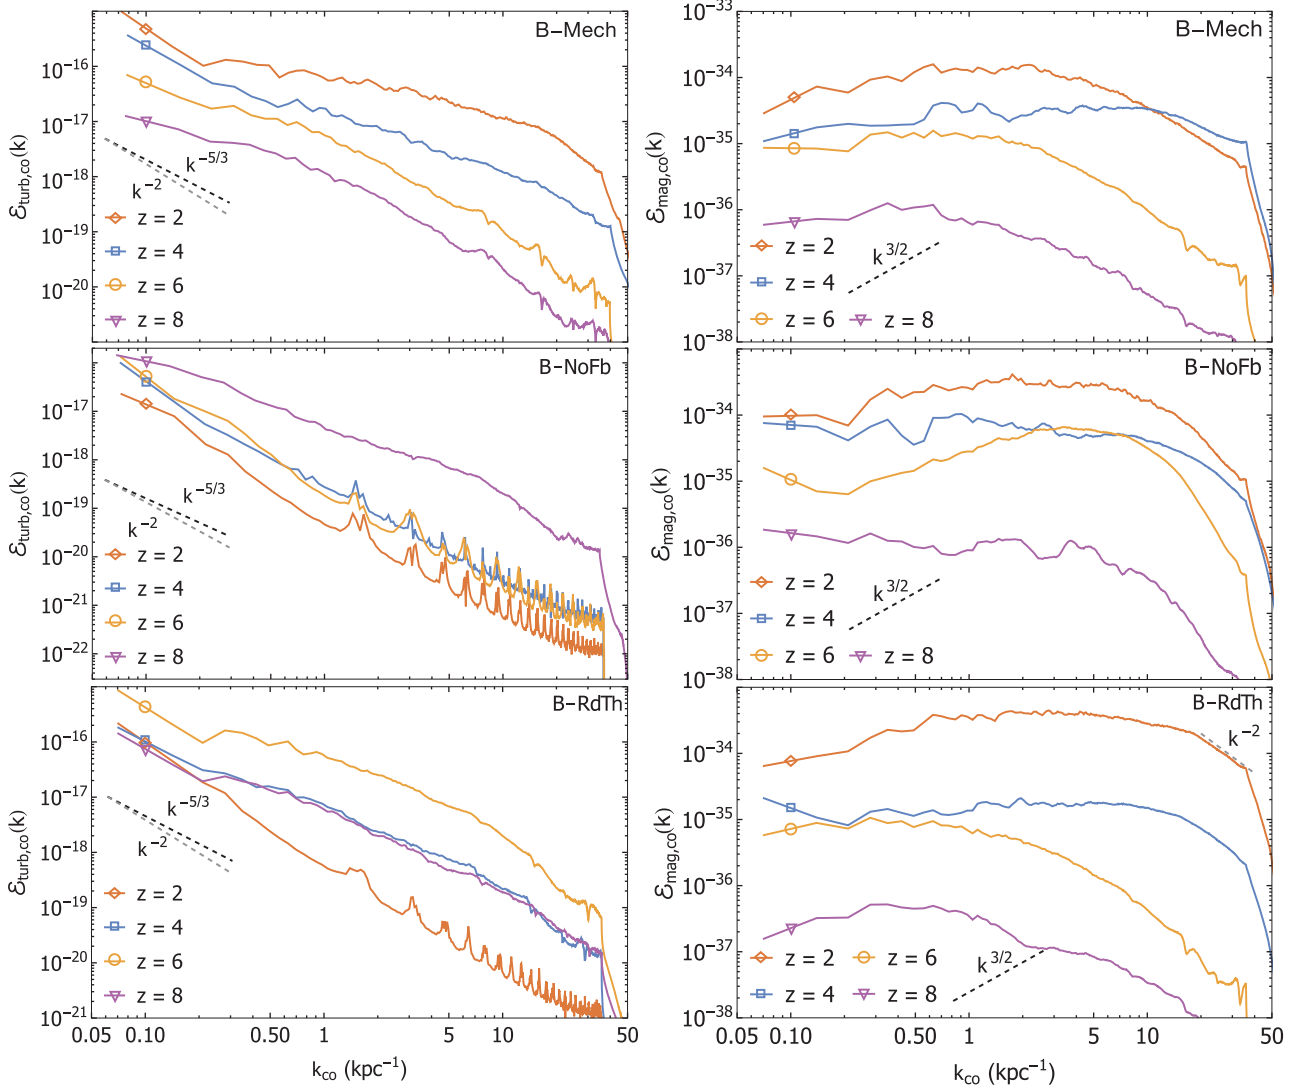 B−Mech
10⁻¹⁶
10⁻¹⁷
10⁻¹⁸
10⁻¹⁹
10⁻²⁰
ℰturb,co(k)
k⁻⁵/³
k⁻²
z = 2
z = 4
z = 6
z = 8
B−Mech
10⁻³³
10⁻³⁴
10⁻³⁵
10⁻³⁶
10⁻³⁷
10⁻³⁸
ℰmag,co(k)
k³/²
z = 2
z = 4
z = 6 z = 8
B−NoFb
10⁻¹⁷
10⁻¹⁸
10⁻¹⁹
10⁻²⁰
10⁻²¹
10⁻²²
ℰturb,co(k)
k⁻⁵/³
k⁻²
z = 2
z = 4
z = 6
z = 8
B−NoFb
10⁻³⁴
10⁻³⁵
10⁻³⁶
10⁻³⁷
10⁻³⁸
ℰmag,co(k)
k³/²
z = 2
z = 4
z = 6 z = 8
B−RdTh
10⁻¹⁶
10⁻¹⁷
10⁻¹⁸
10⁻¹⁹
10⁻²⁰
10⁻²¹
ℰturb,co(k)
k⁻⁵/³
k⁻²
z = 2
z = 4
z = 6
z = 8
0.05 0.10 0.50 1 5 10 50
kco (kpc⁻¹)
B−RdTh
10⁻³⁴
10⁻³⁵
10⁻³⁶
10⁻³⁷
10⁻³⁸
ℰmag,co(k)
k⁻²
k³/²
z = 2 z = 6
z = 4 z = 8
0.05 0.10 0.50 1 5 10 50
kco (kpc⁻¹)